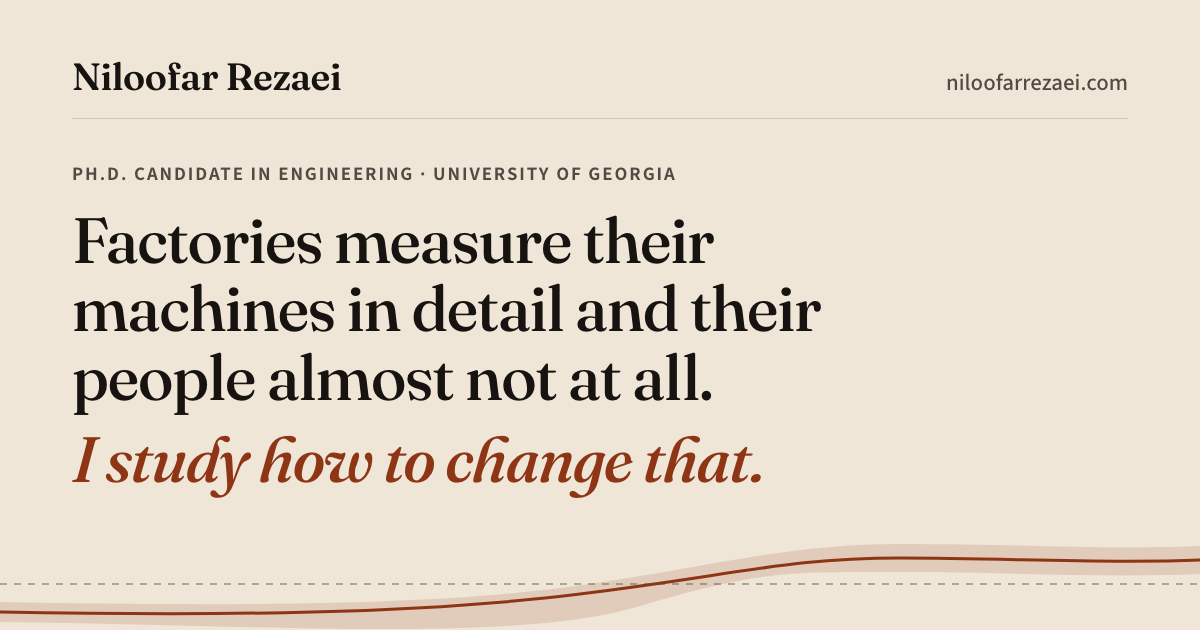 Niloofar Rezaei
niloofarrezaei.com
PH.D. CANDIDATE IN ENGINEERING · UNIVERSITY OF GEORGIA
Factories measure their
machines in detail and their
people almost not at all.
I study how to change that.